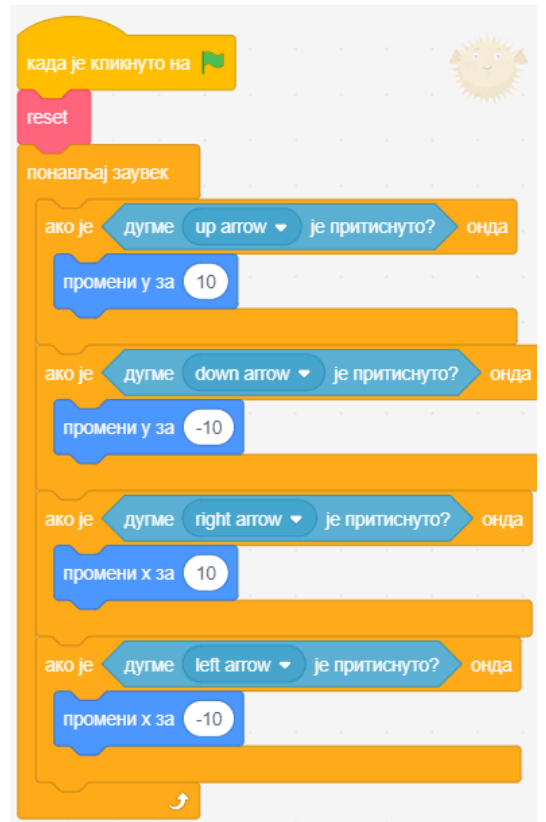 када је кликнуто на
reset
понављај заувек
ако је дугме up arrow је притиснуто? онда
промени y за 10
ако је дугме down arrow је притиснуто? онда
промени y за -10
ако је дугме right arrow је притиснуто? онда
промени x за 10
ако је дугме left arrow је притиснуто? онда
промени x за -10